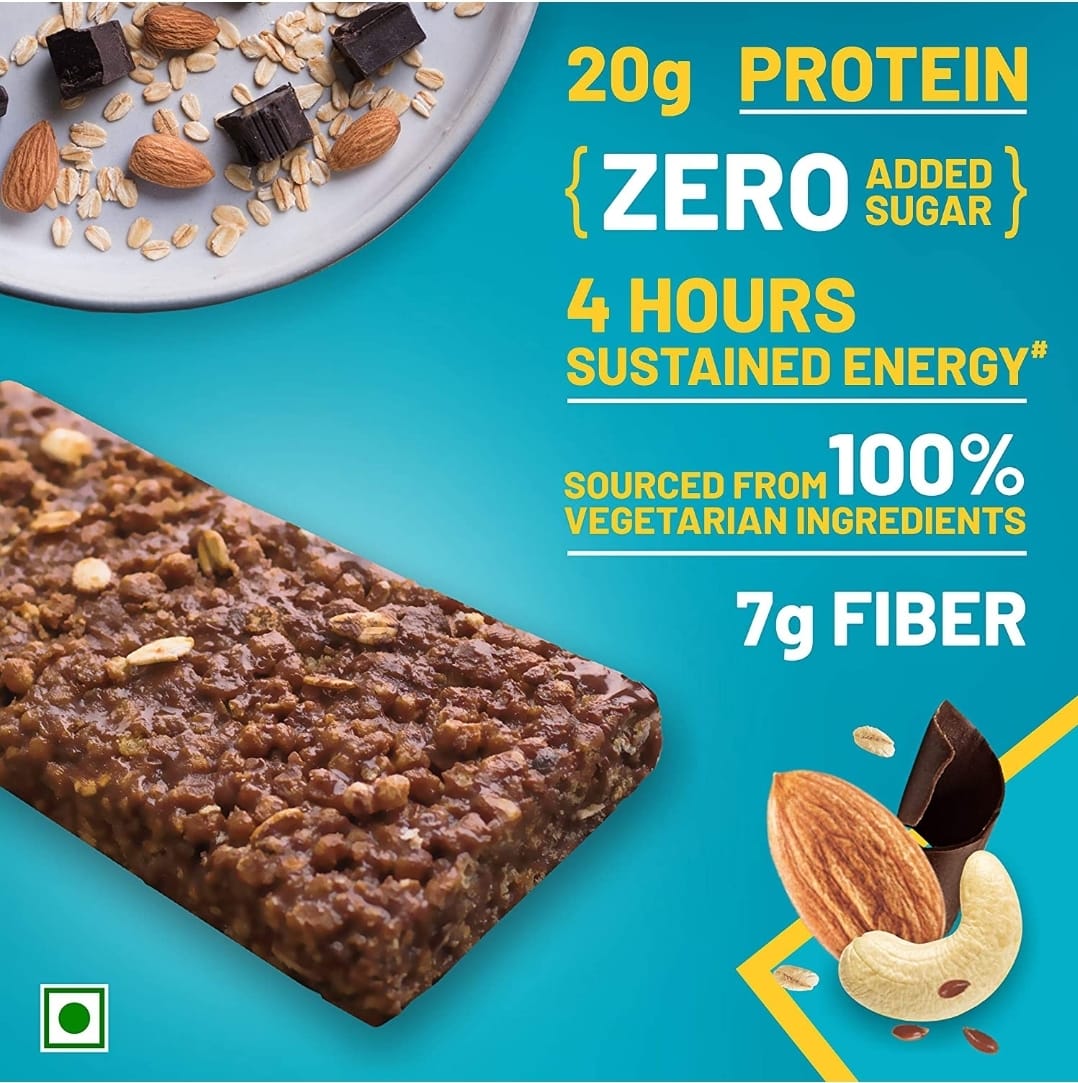 20g PROTEIN
{ ZERO ADDED
SUGAR }
4 HOURS
SUSTAINED ENERGY#
SOURCED FROM 100%
VEGETARIAN INGREDIENTS
7g FIBER